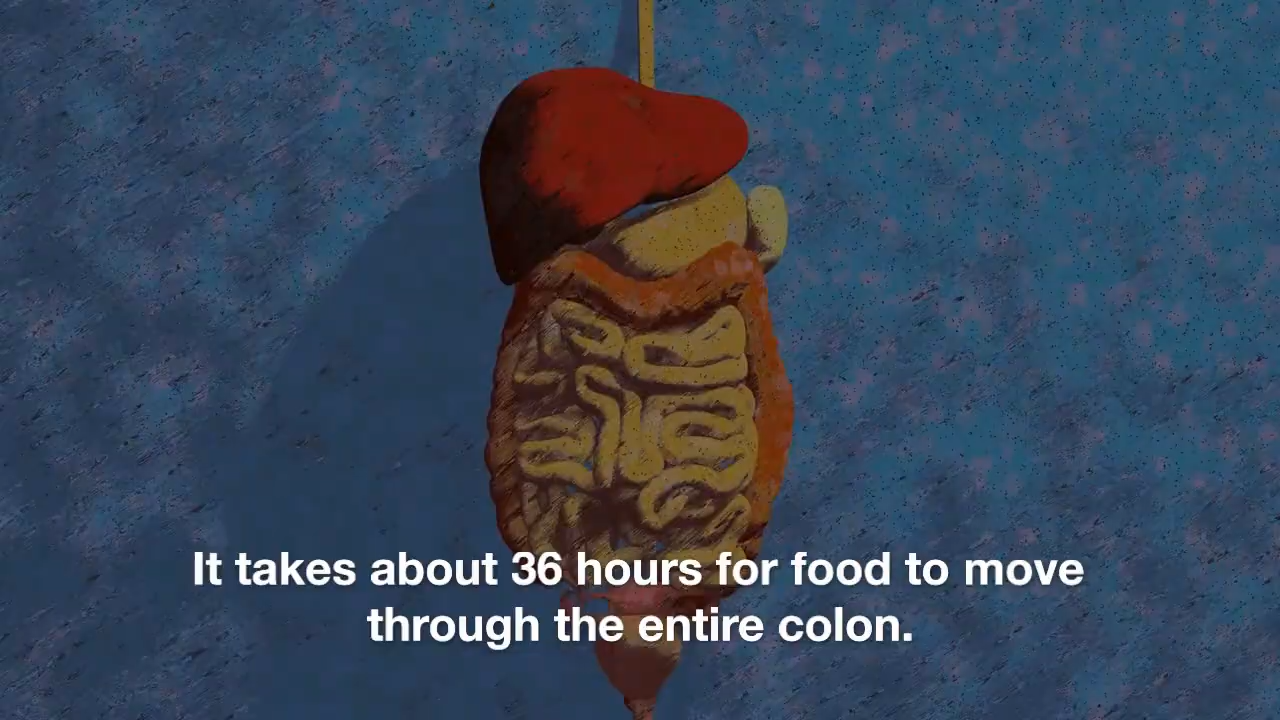 It takes about 36 hours for food to move
through the entire colon.